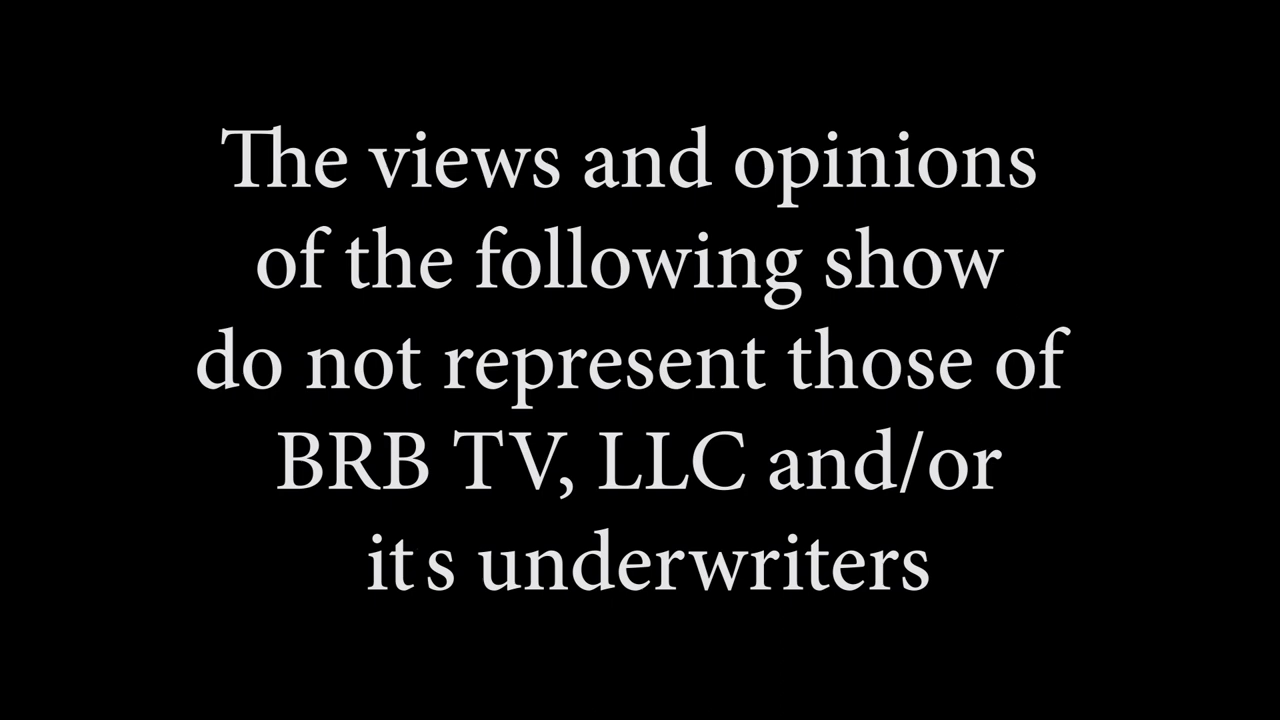 The views and opinions
of the following show
do not represent those of
BRB TV, LLC and/or
its underwriters